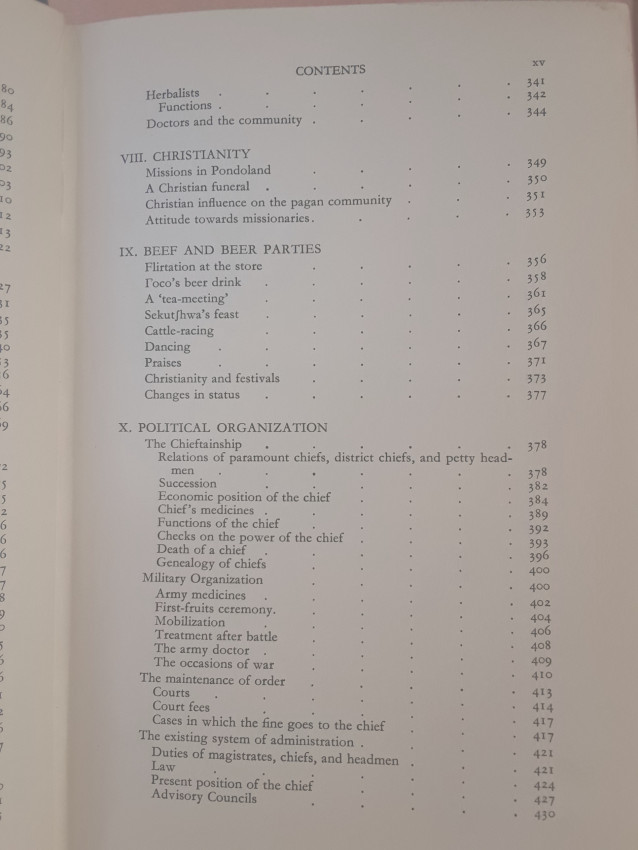 CONTENTS xv
Herbalists . . . . . . 341
Functions . . . . . . 342
Doctors and the community . . . . 344
VIII. CHRISTIANITY
Missions in Pondoland . . . . . 349
A Christian funeral . . . . . 350
Christian influence on the pagan community . . . 351
Attitude towards missionaries . . . . . 353
IX. BEEF AND BEER PARTIES
Flirtation at the store . . . . . 356
Γoco's beer drink . . . . . . 358
A 'tea-meeting' . . . . . . 361
Sekutʃhwa's feast . . . . . . 365
Cattle-racing . . . . . . 366
Dancing . . . . . . . 367
Praises . . . . . . . 371
Christianity and festivals . . . . . 373
Changes in status . . . . . . 377
X. POLITICAL ORGANIZATION
The Chieftainship . . . . . . 378
Relations of paramount chiefs, district chiefs, and petty head-
men . . . . . . . 378
Succession . . . . . . 382
Economic position of the chief . . . . 384
Chief's medicines . . . . . . 389
Functions of the chief . . . . . 392
Checks on the power of the chief . . . . 393
Death of a chief . . . . . . 396
Genealogy of chiefs . . . . . 400
Military Organization . . . . . 400
Army medicines . . . . . . 402
First-fruits ceremony . . . . . . 404
Mobilization . . . . . . 406
Treatment after battle . . . . . 408
The army doctor . . . . . . 409
The occasions of war . . . . . 410
The maintenance of order . . . . . 413
Courts . . . . . . . 414
Court fees . . . . . . 417
Cases in which the fine goes to the chief . . . 417
The existing system of administration . . . . 421
Duties of magistrates, chiefs, and headmen . . . 421
Law . . . . . . . 424
Present position of the chief . . . . 427
Advisory Councils . . . . . 430